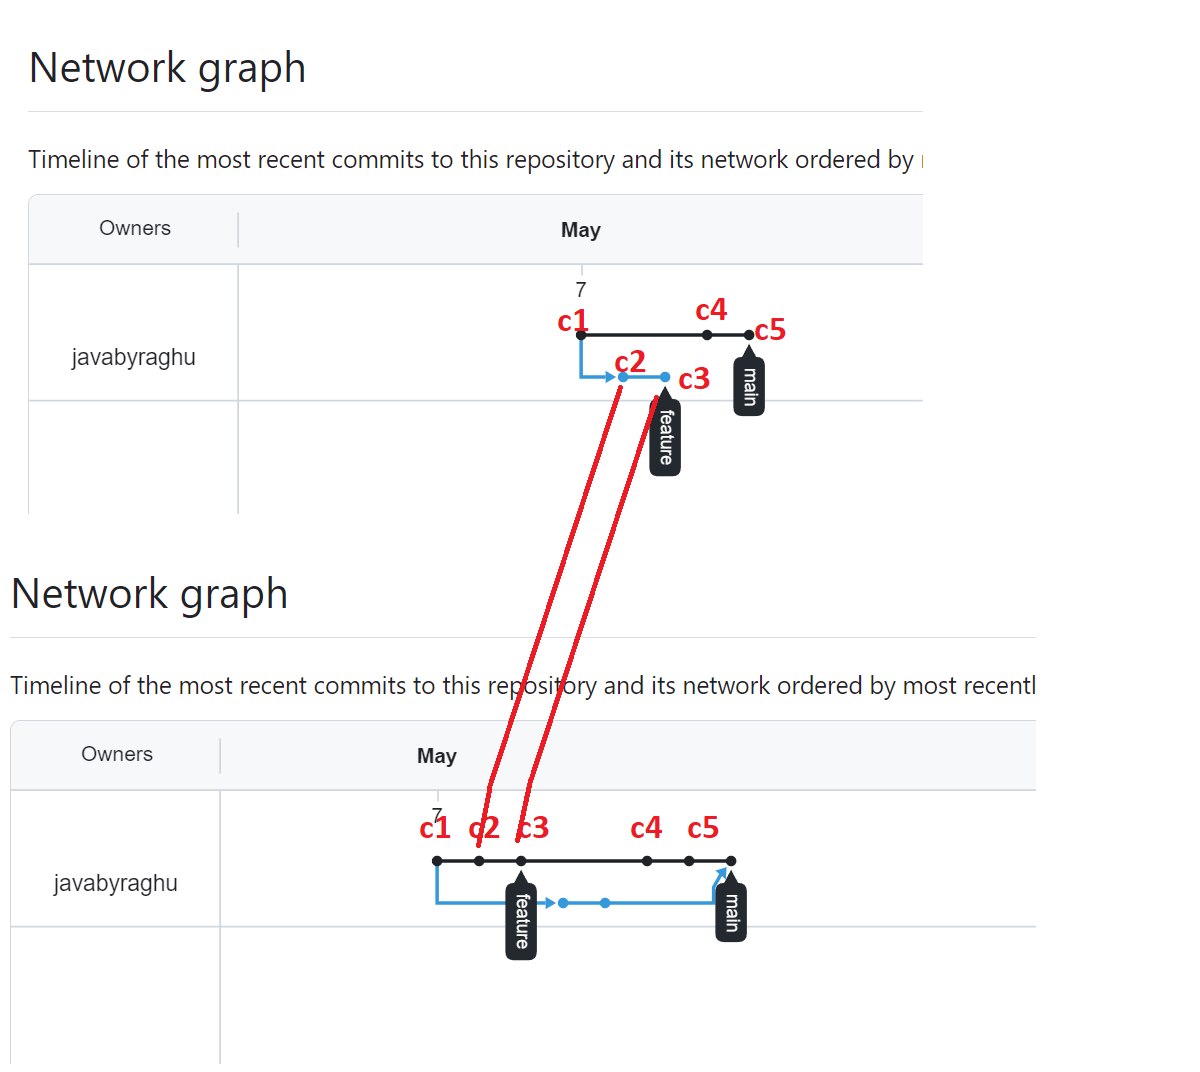 Network graph
Timeline of the most recent commits to this repository and its network ordered by
Owners
May
7
c1
c4
c5
javabyraghu
c2
c3
main
feature
Network graph
Timeline of the most recent commits to this repository and its network ordered by most recentl
Owners
May
7
c1 c2 c3 c4 c5
javabyraghu
feature
main